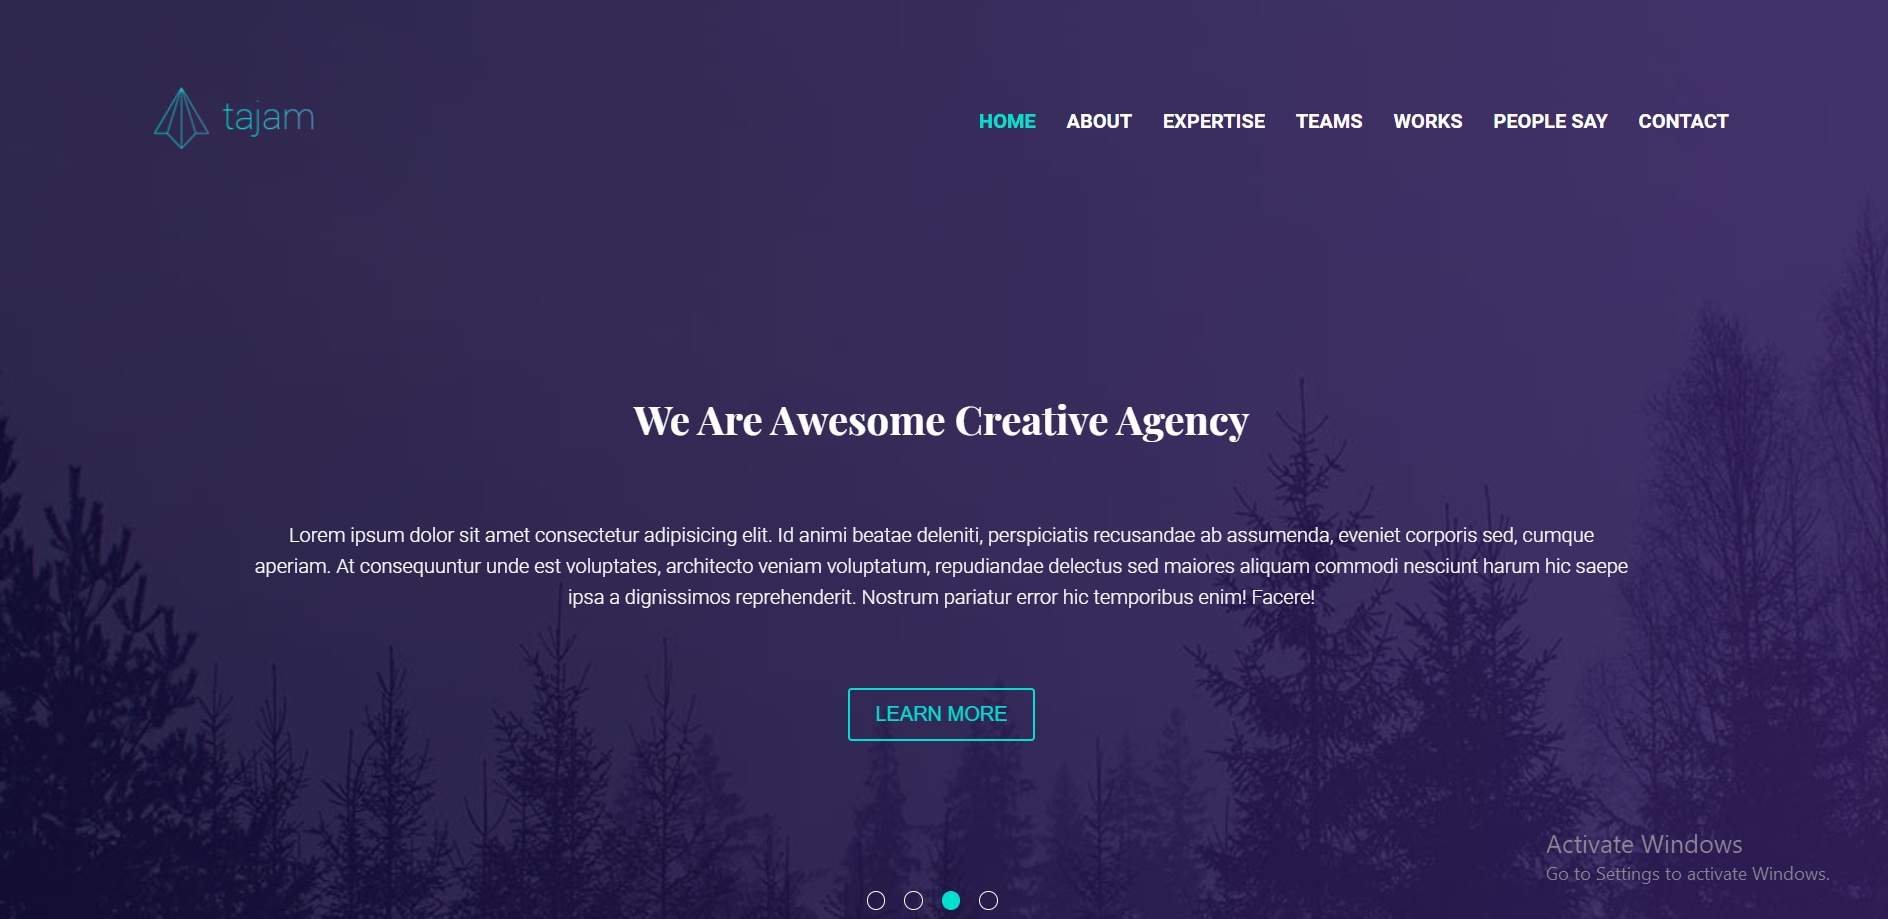 tajam
HOME ABOUT EXPERTISE TEAMS WORKS PEOPLE SAY CONTACT
We Are Awesome Creative Agency
Lorem ipsum dolor sit amet consectetur adipisicing elit. Id animi beatae deleniti, perspiciatis recusandae ab assumenda, eveniet corporis sed, cumque
aperiam. At consequuntur unde est voluptates, architecto veniam voluptatum, repudiandae delectus sed maiores aliquam commodi nesciunt harum hic saepe
ipsa a dignissimos reprehenderit. Nostrum pariatur error hic temporibus enim! Facere!
LEARN MORE
Activate Windows
Go to Settings to activate Windows.